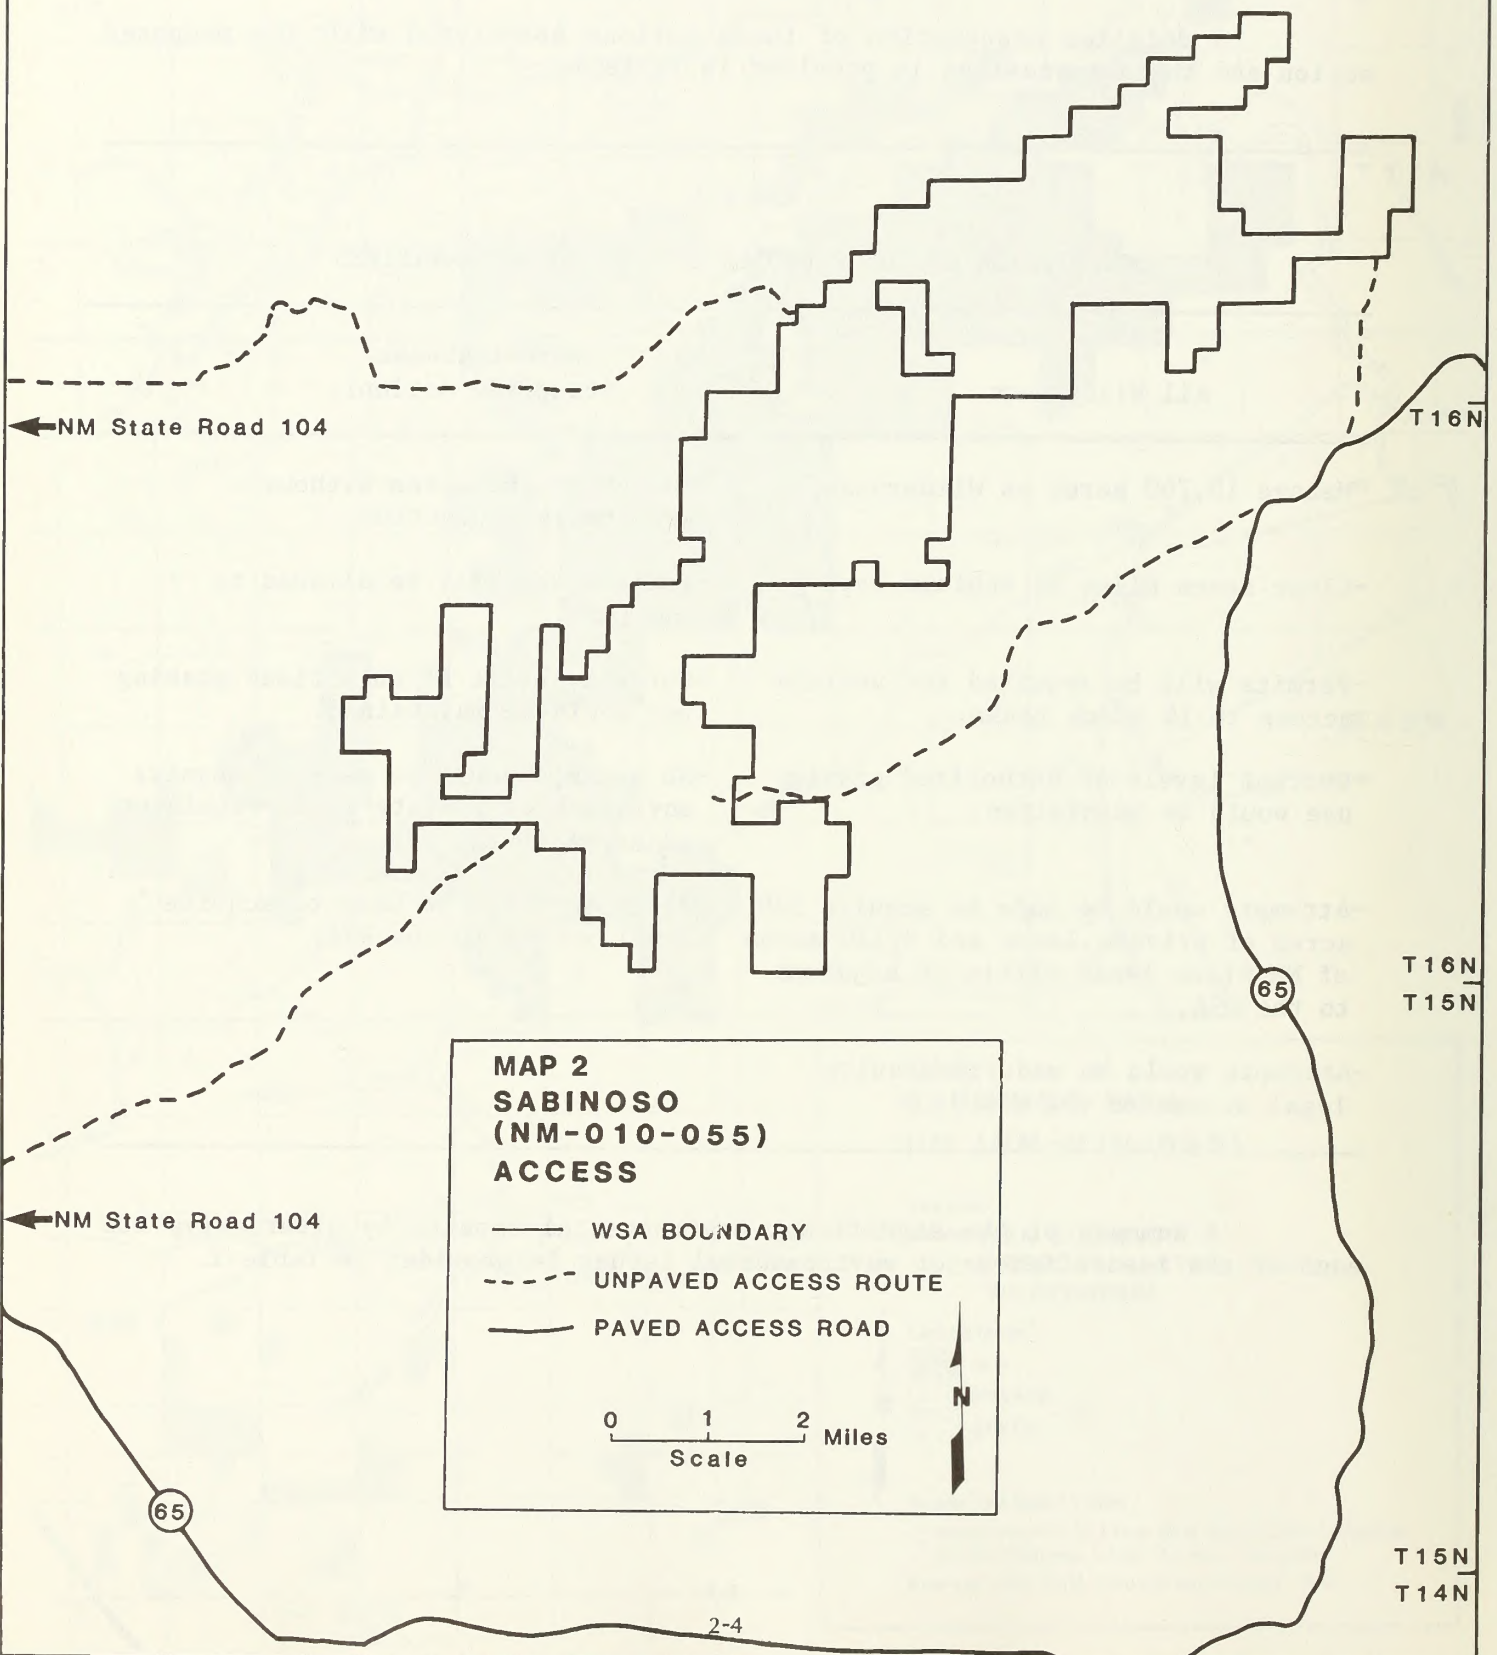 NM State Road 104
T16N
T16N
65
T15N
MAP 2
SABINOSO
(NM-010-055)
ACCESS
NM State Road 104
WSA BOUNDARY
UNPAVED ACCESS ROUTE
PAVED ACCESS ROAD
N
0 1 2
Miles
Scale
65
T15N
T14N
2-4